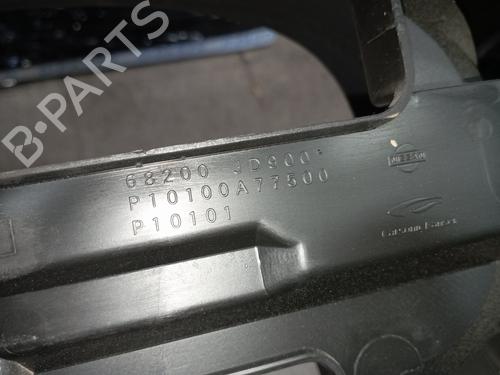 68200 JD900
P10100A77500
P10101
NISSAN
Calsonic Kansei
B-PARTS